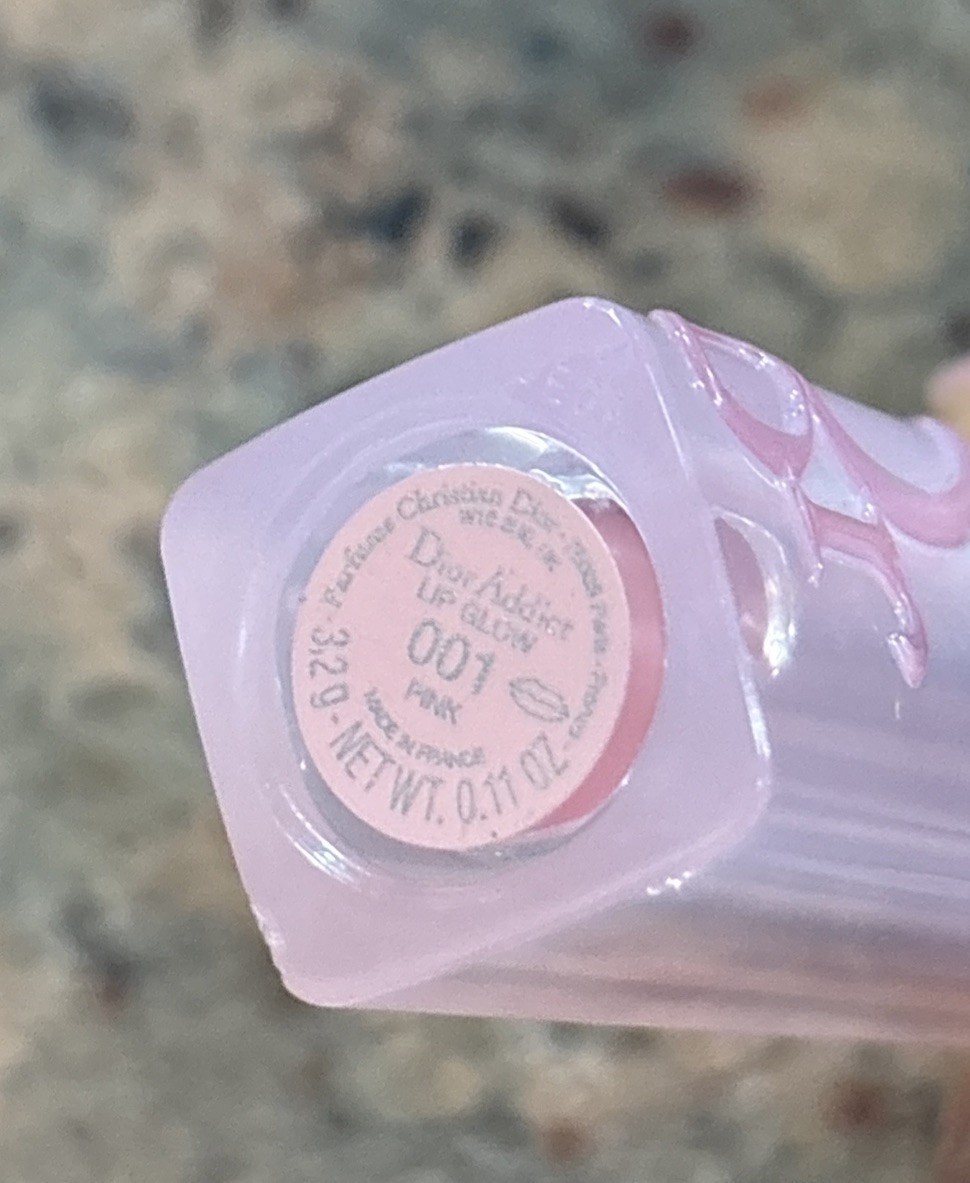 Parfums Christian Dior - 75008 Paris - France
Dior Addict
LIP GLOW
001
PINK
MADE IN FRANCE
3,2 g - NET WT. 0.11 OZ -